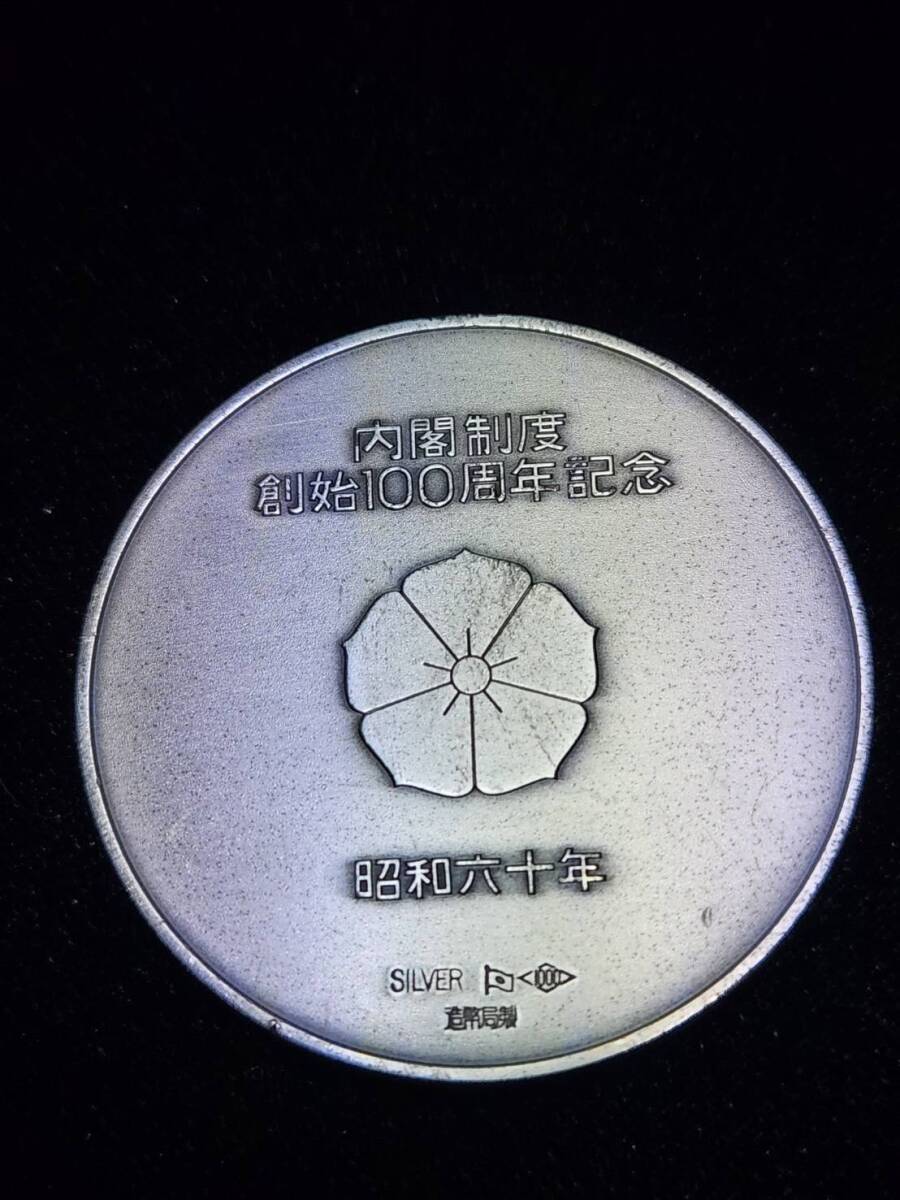 内閣制度
創始100周年記念
昭和六十年
SILVER 1000
造幣局製